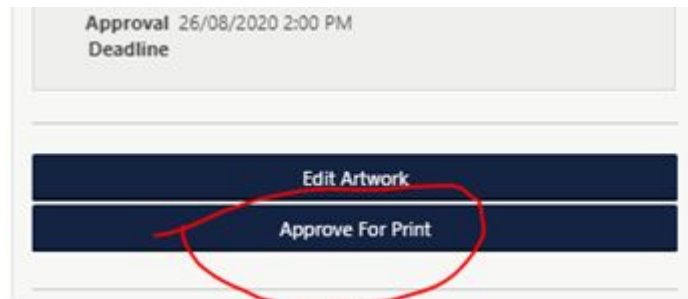 Approval 26/08/2020 2:00 PM
Deadline
Edit Artwork
Approve For Print